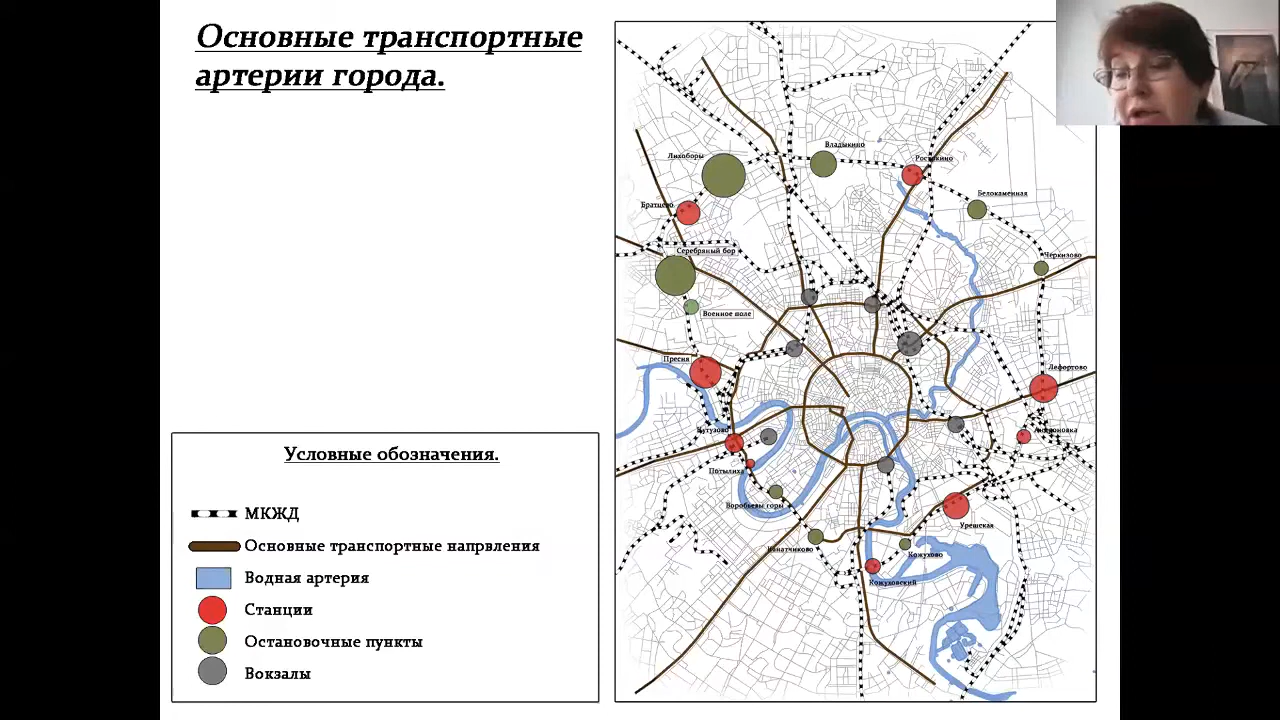 Основные транспортные
артерии города.
Лихоборы
Владыкино
Ростокино
Белокаменная
Братцево
Серебряный бор
Черкизово
Военное поле
Пресня
Лефортово
Кутузово
Андроновка
Потылиха
Воробьевы горы
Угрешская
Канатчиково
Кожухово
Кожуховский
Условные обозначения.
МКЖД
Основные транспортные напрвления
Водная артерия
Станции
Остановочные пункты
Вокзалы